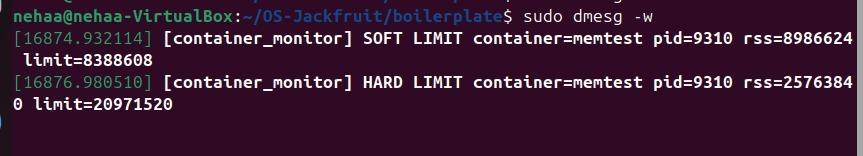 nehaa@nehaa-VirtualBox:~/OS-Jackfruit/boilerplate$ sudo dmesg -w
[16874.932114] [container_monitor] SOFT LIMIT container=memtest pid=9310 rss=8986624
 limit=8388608
[16876.980510] [container_monitor] HARD LIMIT container=memtest pid=9310 rss=2576384
0 limit=20971520